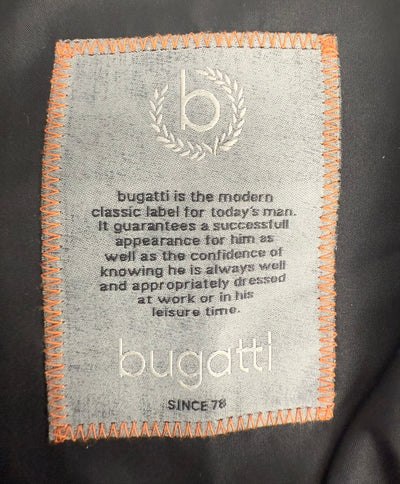 b
bugatti is the modern
classic label for today's man.
It guarantees a successfull
appearance for him as
well as the confidence of
knowing he is always well
and appropriately dressed
at work or in his
leisure time.
bugatti
SINCE 78